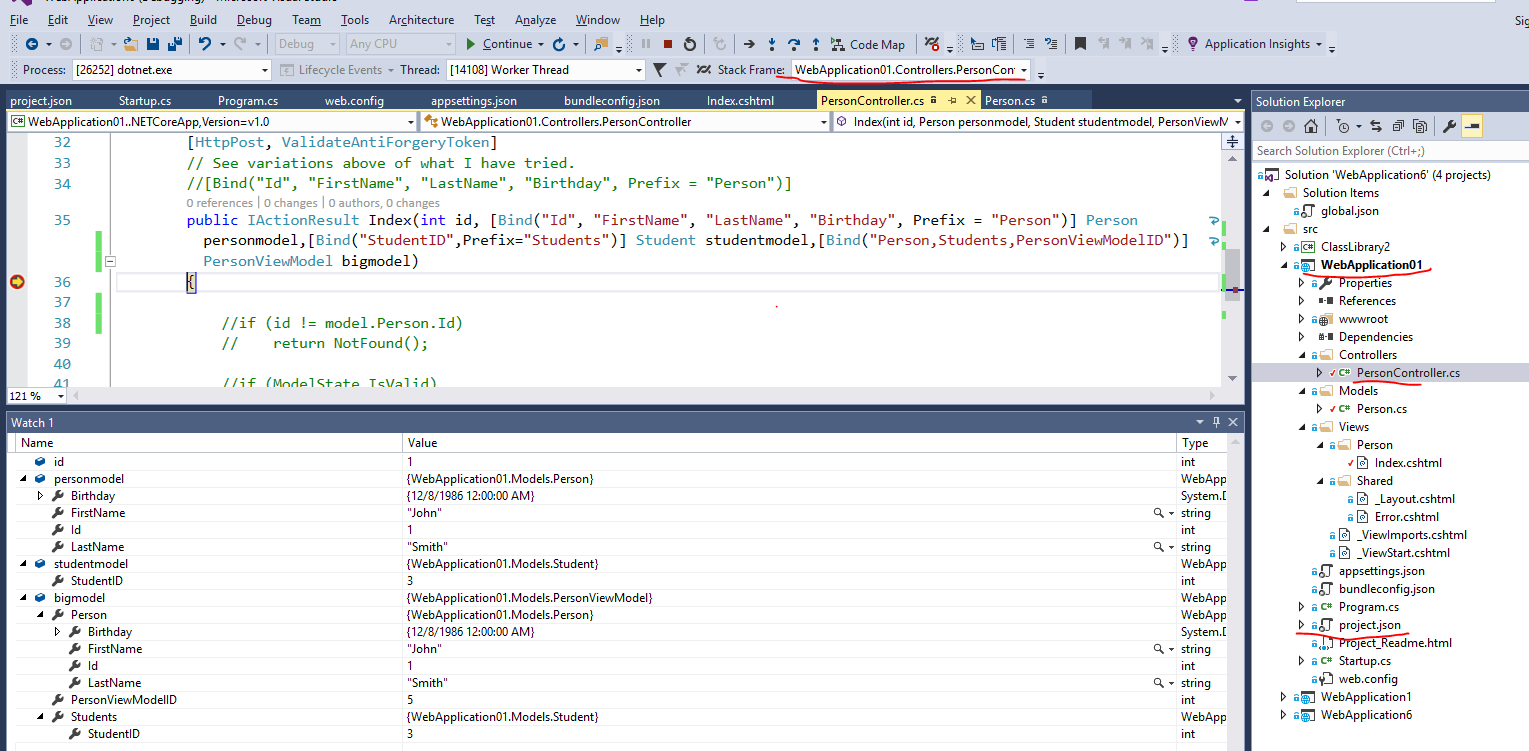 File Edit View Project Build Debug Team Tools Architecture Test Analyze Window Help
Debug Any CPU Continue Code Map Application Insights
Process: [26252] dotnet.exe Lifecycle Events Thread: [14108] Worker Thread Stack Frame: WebApplication01.Controllers.PersonCon
project.json Startup.cs Program.cs web.config appsettings.json bundleconfig.json Index.cshtml PersonController.cs Person.cs
WebApplication01..NETCoreApp,Version=v1.0 WebApplication01.Controllers.PersonController Index(int id, Person personmodel, Student studentmodel, PersonViewM
32 [HttpPost, ValidateAntiForgeryToken]
33 // See variations above of what I have tried.
34 //[Bind("Id", "FirstName", "LastName", "Birthday", Prefix = "Person")]
0 references | 0 changes | 0 authors, 0 changes
35 public IActionResult Index(int id, [Bind("Id", "FirstName", "LastName", "Birthday", Prefix = "Person")] Person
personmodel,[Bind("StudentID",Prefix="Students")] Student studentmodel,[Bind("Person,Students,PersonViewModelID")]
PersonViewModel bigmodel)
36 {
37
38 //if (id != model.Person.Id)
39 // return NotFound();
40
41 //if (ModelState.IsValid)
121 %
Watch 1
Name Value Type
id 1 int
personmodel {WebApplication01.Models.Person} WebApp
Birthday {12/8/1986 12:00:00 AM} System.D
FirstName "John" string
Id 1 int
LastName "Smith" string
studentmodel {WebApplication01.Models.Student} WebApp
StudentID 3 int
bigmodel {WebApplication01.Models.PersonViewModel} WebApp
Person {WebApplication01.Models.Person} WebApp
Birthday {12/8/1986 12:00:00 AM} System.D
FirstName "John" string
Id 1 int
LastName "Smith" string
PersonViewModelID 5 int
Students {WebApplication01.Models.Student} WebApp
StudentID 3 int
Solution Explorer
Search Solution Explorer (Ctrl+;)
Solution 'WebApplication6' (4 projects)
Solution Items
global.json
src
C# ClassLibrary2
WebApplication01
Properties
References
wwwroot
Dependencies
Controllers
C# PersonController.cs
Models
C# Person.cs
Views
Person
Index.cshtml
Shared
_Layout.cshtml
Error.cshtml
_ViewImports.cshtml
_ViewStart.cshtml
appsettings.json
bundleconfig.json
C# Program.cs
project.json
Project_Readme.html
C# Startup.cs
web.config
WebApplication1
WebApplication6